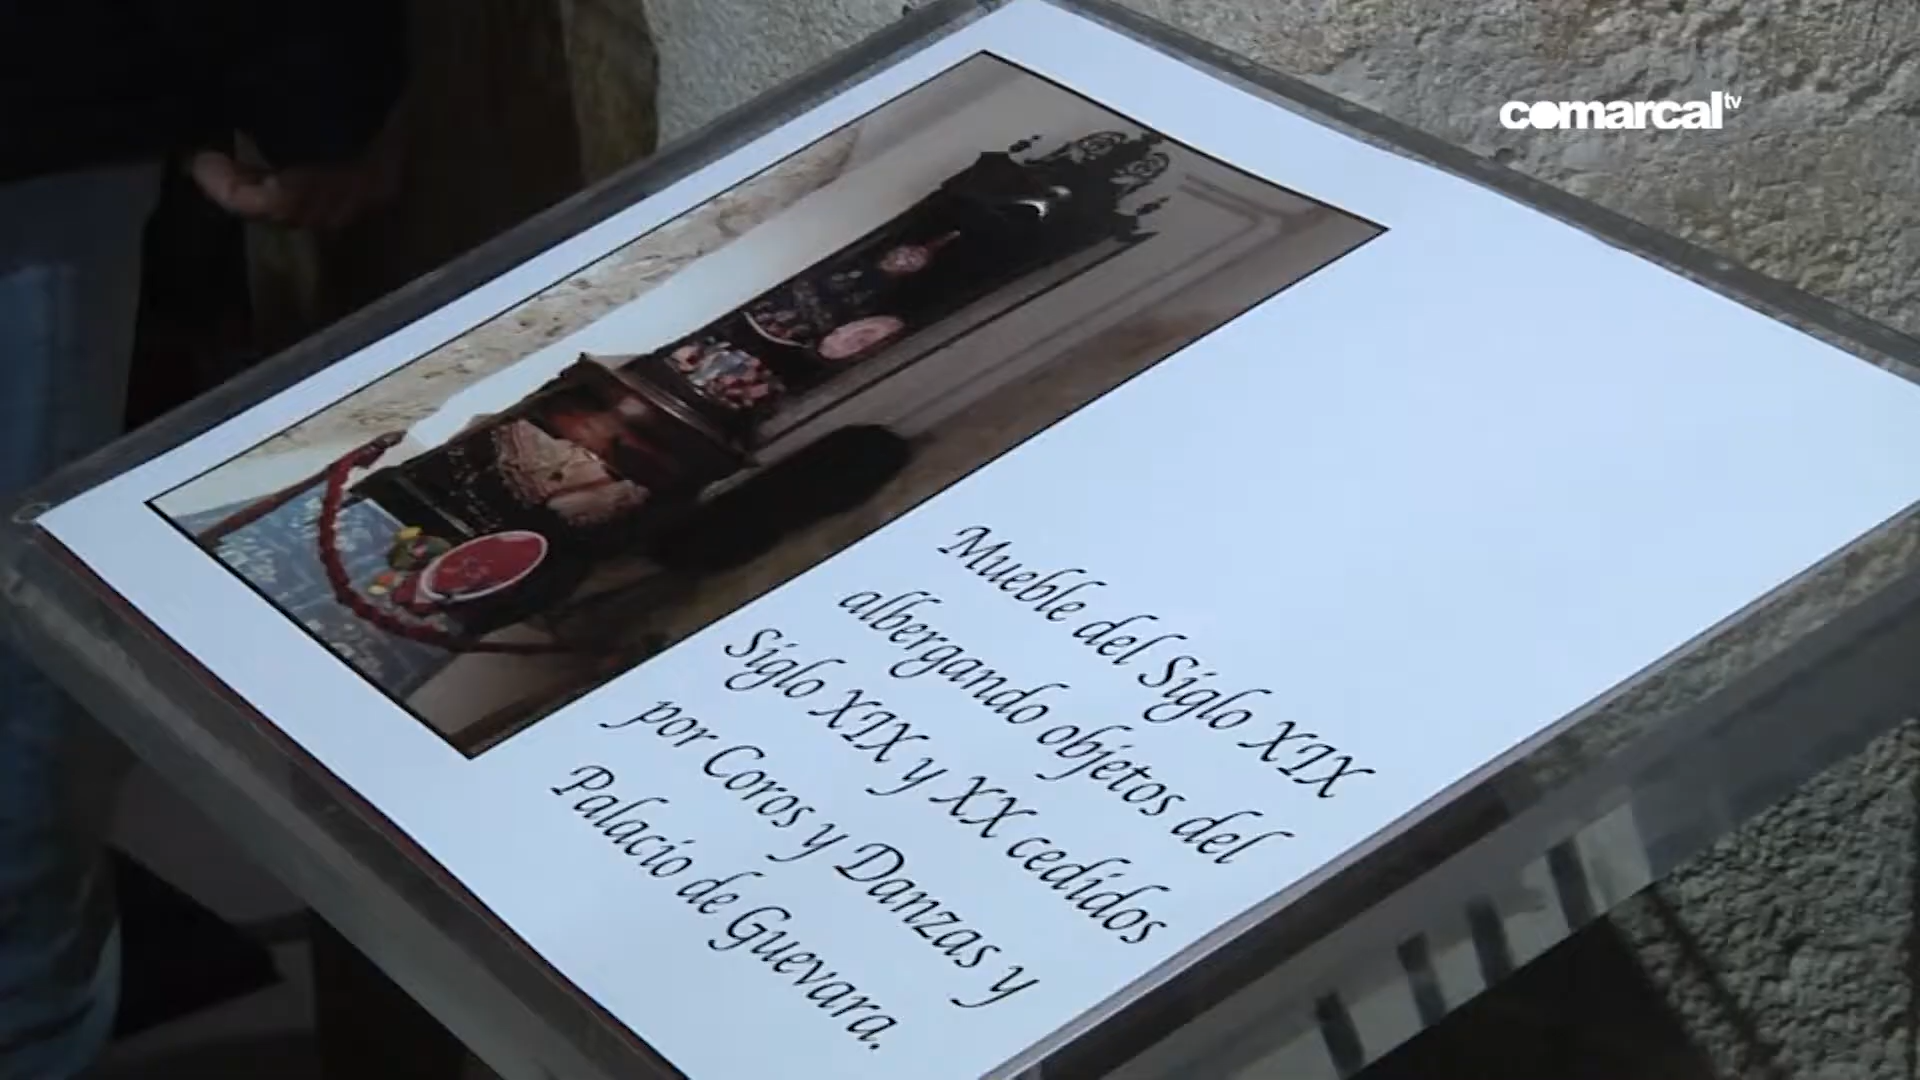 comarcal tv
Mueble del Siglo XIX
albergando objetos del
Siglo XIX y XX cedidos
por Coros y Danzas y
Palacio de Guevara.